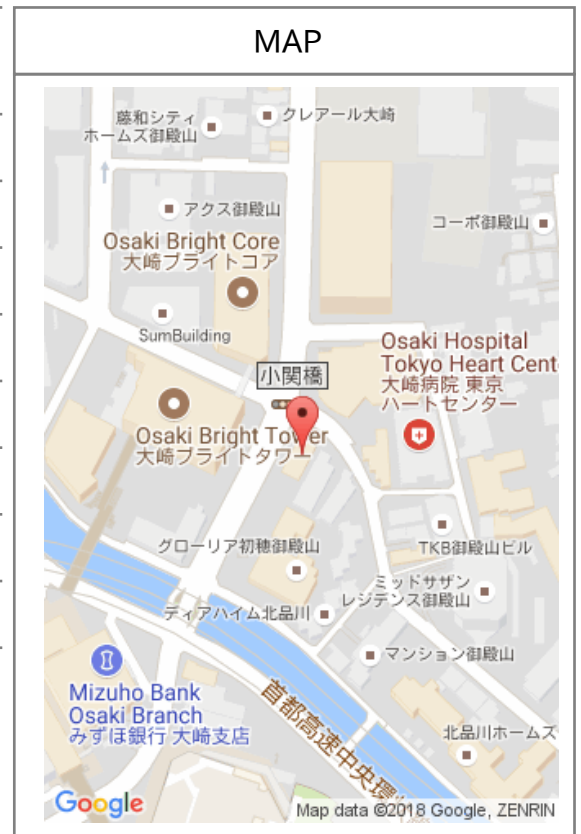 MAP
藤和シティ
ホームズ御殿山
クレアール大崎
アクス御殿山
コーポ御殿山
Osaki Bright Core
大崎ブライトコア
SumBuilding
Osaki Hospital
Tokyo Heart Cent
大崎病院 東京
ハートセンター
小関橋
Osaki Bright Tower
大崎ブライトタワー
グローリア初穂御殿山
TKB御殿山ビル
ミッドサザン
レジデンス御殿山
ディアハイム北品川
マンション御殿山
Mizuho Bank
Osaki Branch
みずほ銀行 大崎支店
首都高速中央環
北品川ホームズ
Google
Map data ©2018 Google, ZENRIN